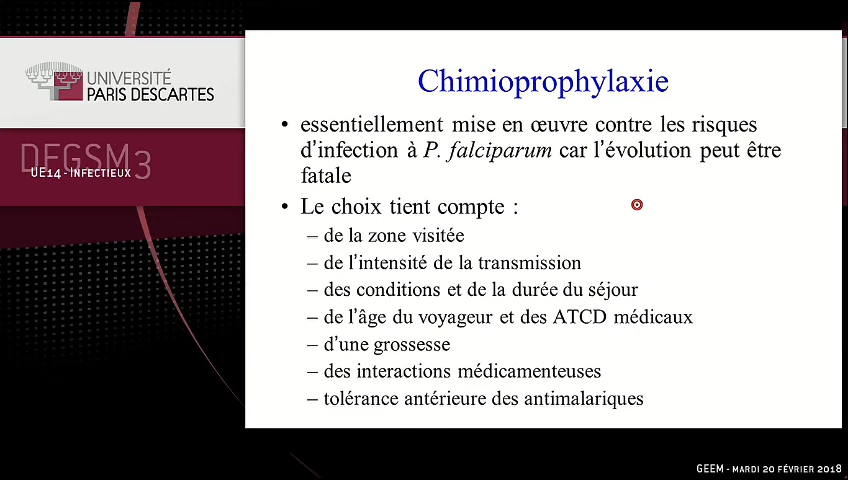 UNIVERSITÉ
PARIS DESCARTES
DFGSM3
UE14 - INFECTIEUX
Chimioprophylaxie
• essentiellement mise en œuvre contre les risques
d’infection à P. falciparum car l’évolution peut être
fatale
• Le choix tient compte :
– de la zone visitée
– de l’intensité de la transmission
– des conditions et de la durée du séjour
– de l’âge du voyageur et des ATCD médicaux
– d’une grossesse
– des interactions médicamenteuses
– tolérance antérieure des antimalariques
GEEM - MARDI 20 FÉVRIER 2018